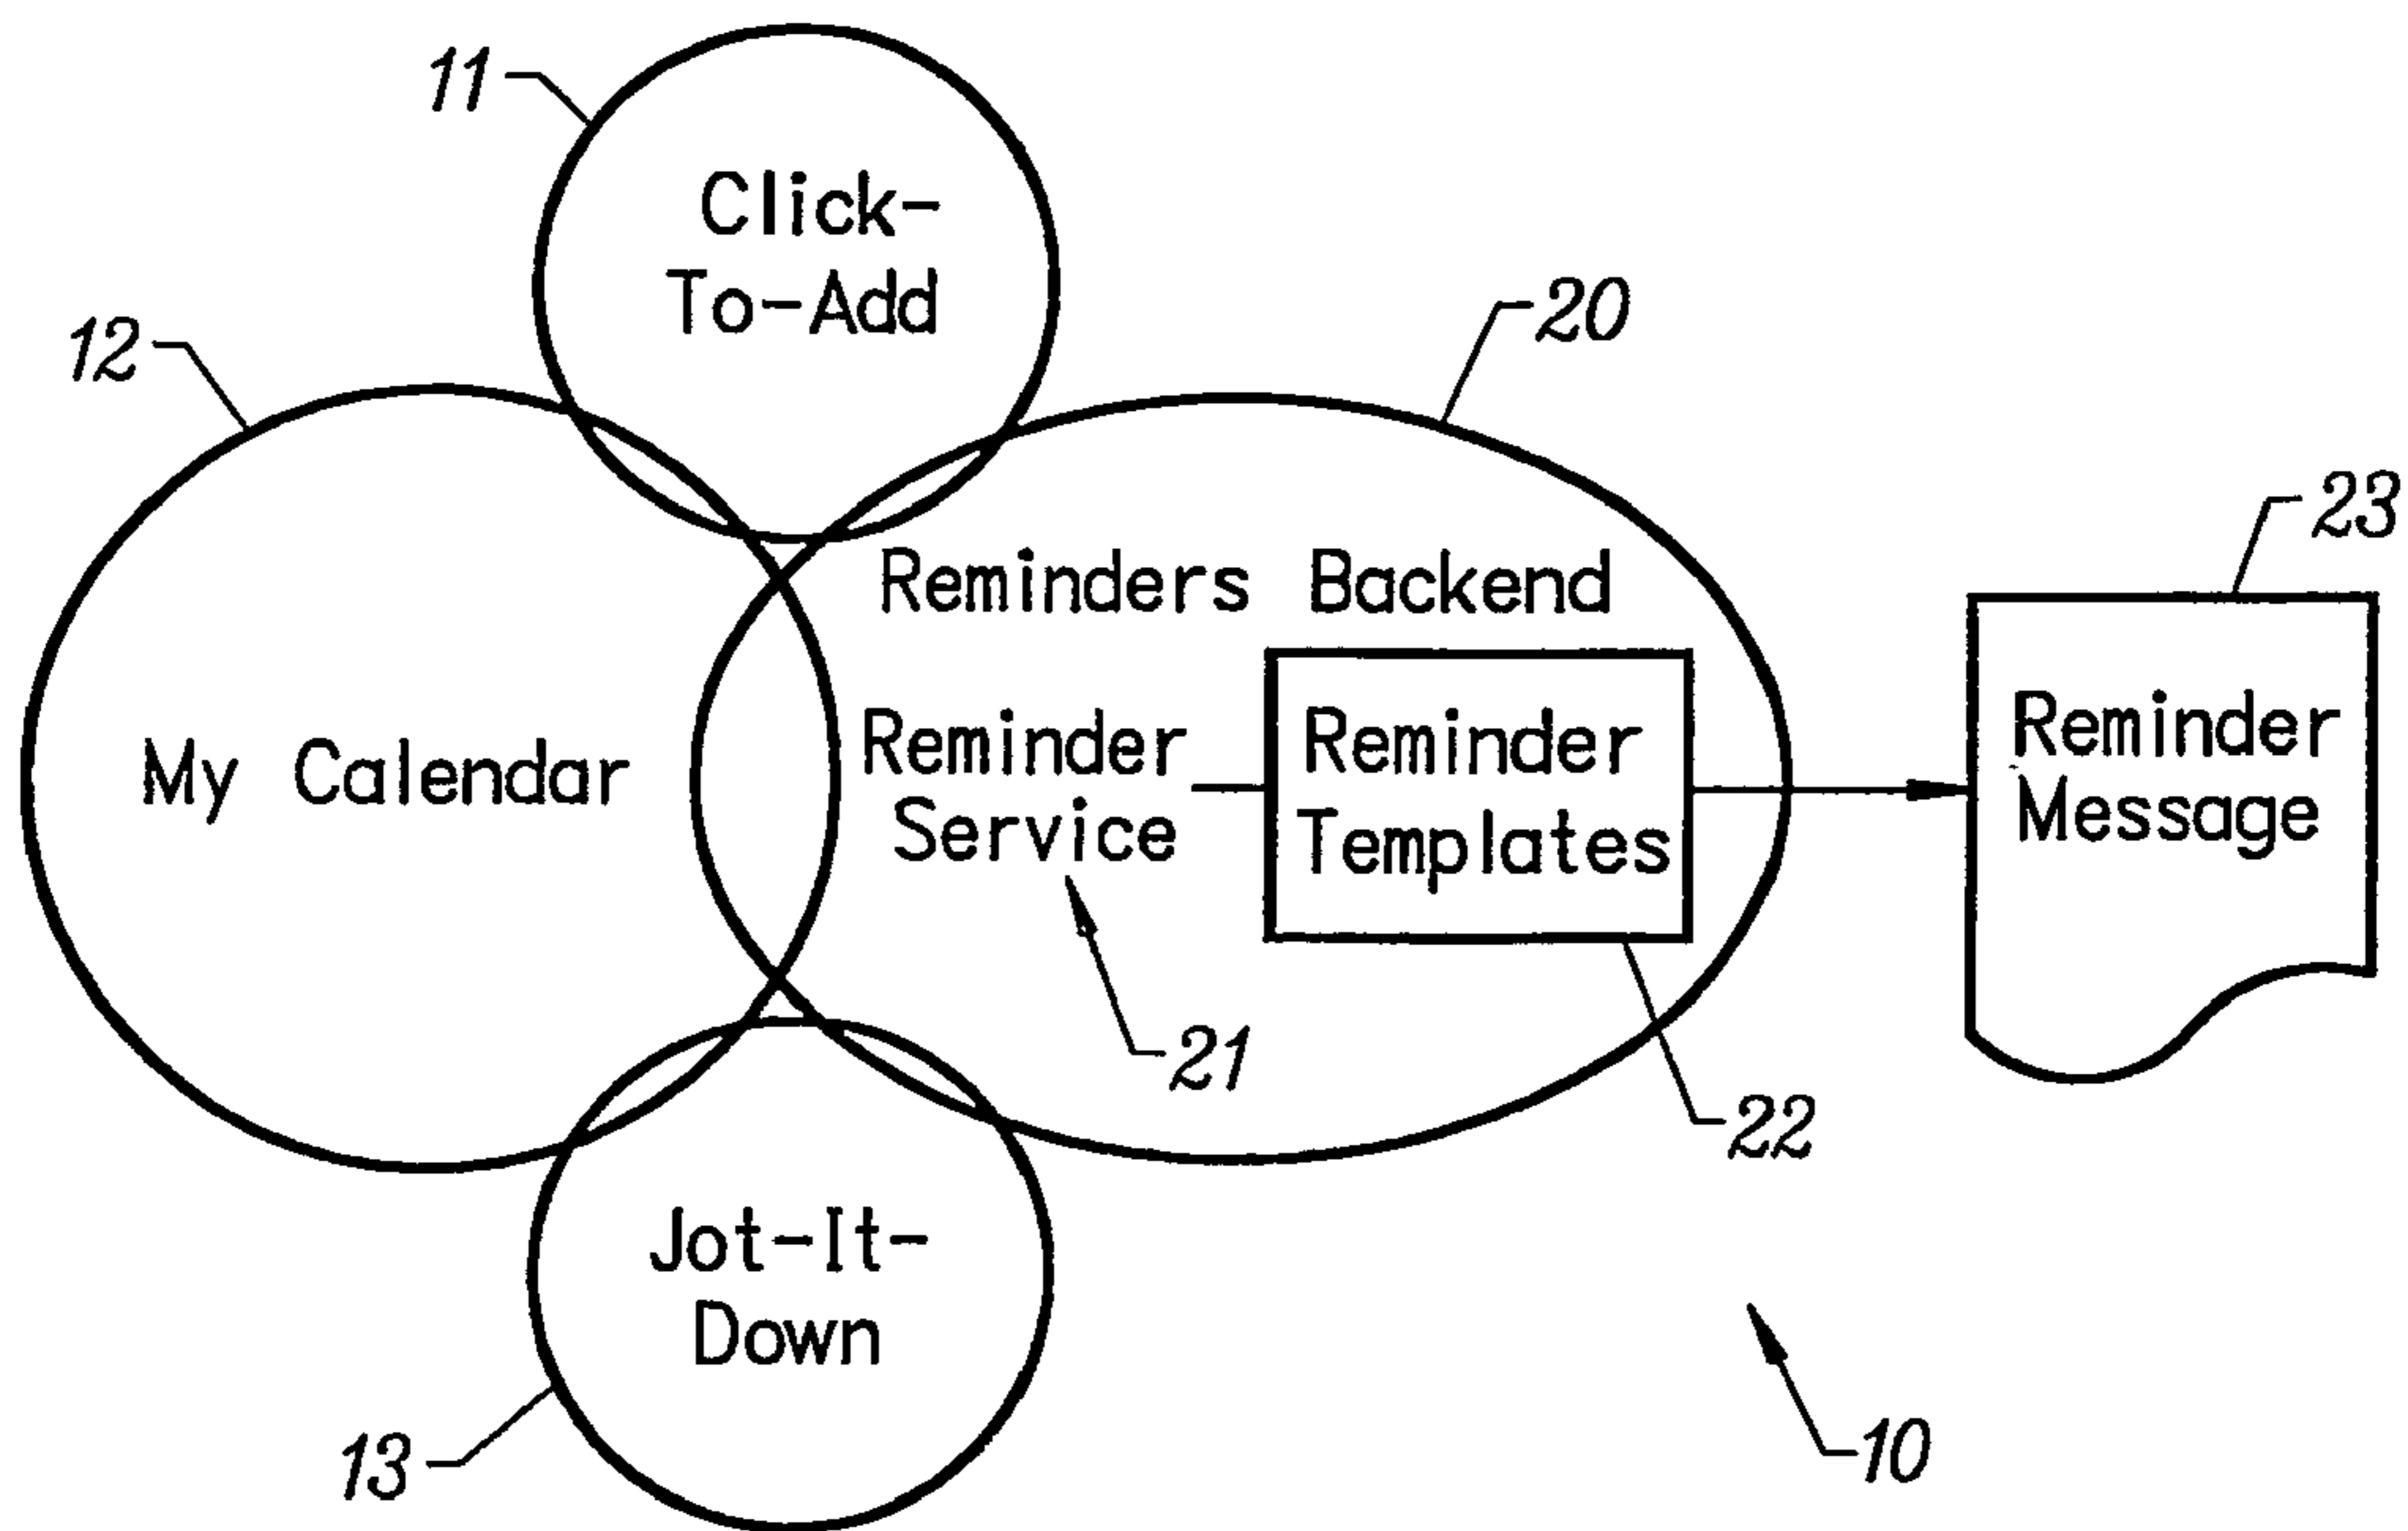 11
Click-
To-Add
12
20
23
Reminders Backend
Reminder
Service
Reminder
Templates
Reminder
Message
My Calendar
21
22
Jot-It-
Down
13
10